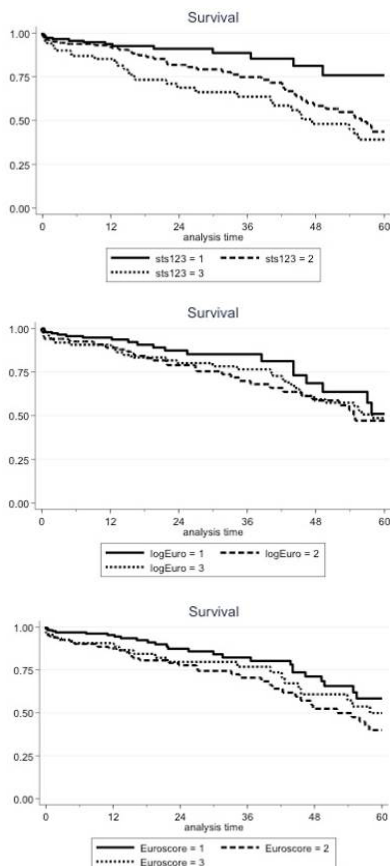 Survival
1.00
0.75
0.50
0.25
0.00
0 12 24 36 48 60
analysis time
sts123 = 1 sts123 = 2
sts123 = 3
Survival
1.00
0.75
0.50
0.25
0.00
0 12 24 36 48 60
analysis time
logEuro = 1 logEuro = 2
logEuro = 3
Survival
1.00
0.75
0.50
0.25
0.00
0 12 24 36 48 60
analysis time
Euroscore = 1 Euroscore = 2
Euroscore = 3